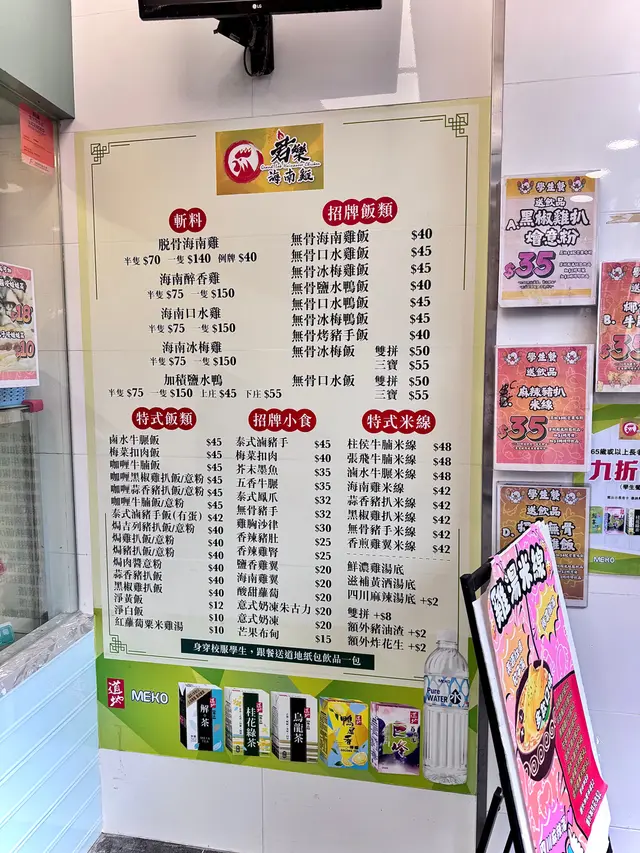 LG
君樂
海南飯
斬料
脱骨海南雞
半隻 $70 一隻 $140 例牌 $40
海南醉香雞
半隻 $75 一隻 $150
海南口水雞
半隻 $75 一隻 $150
海南冰梅雞
半隻 $75 一隻 $150
加積鹽水鴨
半隻 $75 一隻 $150 上庄 $45 下庄 $55
招牌飯類
無骨海南雞飯 $40
無骨口水雞飯 $45
無骨冰梅雞飯 $45
無骨鹽水鴨飯 $40
無骨口水鴨飯 $45
無骨冰梅鴨飯 $45
無骨烤豬手飯 $40
無骨冰梅飯 雙拼 $50
三寶 $55
無骨口水飯 雙拼 $50
三寶 $55
特式飯類
鹵水牛腱飯 $45
梅菜扣肉飯 $45
咖喱牛腩飯 $45
咖喱黑椒雞扒飯/意粉 $45
咖喱蒜香豬扒飯/意粉 $45
咖喱牛腩飯/意粉 $45
泰式滷豬手飯(有蛋) $42
焗吉列豬扒飯/意粉 $40
焗雞扒飯/意粉 $40
焗豬扒飯/意粉 $40
焗肉醬意粉 $40
蒜香豬扒飯 $40
黑椒雞扒飯 $40
淨黃飯 $12
淨白飯 $10
紅蘿蔔粟米雞湯 $10
招牌小食
泰式滷豬手 $45
梅菜扣肉 $40
芥末墨魚 $35
五香牛腱 $35
泰式鳳爪 $32
無骨豬手 $32
雞胸沙律 $30
香辣豬肚 $25
香辣雞腎 $25
鹽香雞翼 $20
海南雞翼 $20
酸甜蘿蔔 $20
意式奶凍朱古力 $20
意式奶凍 $20
芒果布甸 $15
特式米線
柱侯牛腩米線 $48
張飛牛腩米線 $48
滷水牛腱米線 $48
海南雞米線 $42
蒜香豬扒米線 $42
黑椒雞扒米線 $42
無骨豬手米線 $42
香煎雞翼米線 $42
鮮濃雞湯底
滋補黃酒湯底
四川麻辣湯底 +$2
雙拼 +$8
額外豬油渣 +$2
額外炸花生 +$2
身穿校服學生，跟餐送道地紙包飲品一包
道地
MEKO
解茶
桂花綠茶
烏龍茶
Pure
WATER
學生餐
送飲品
A.黑椒雞扒
燴意粉
$35
學生餐
送飲品
麻辣豬扒
米線
$35
學生餐
送飲品
65歲或以上長者
九折
MEKO
雞湯米線